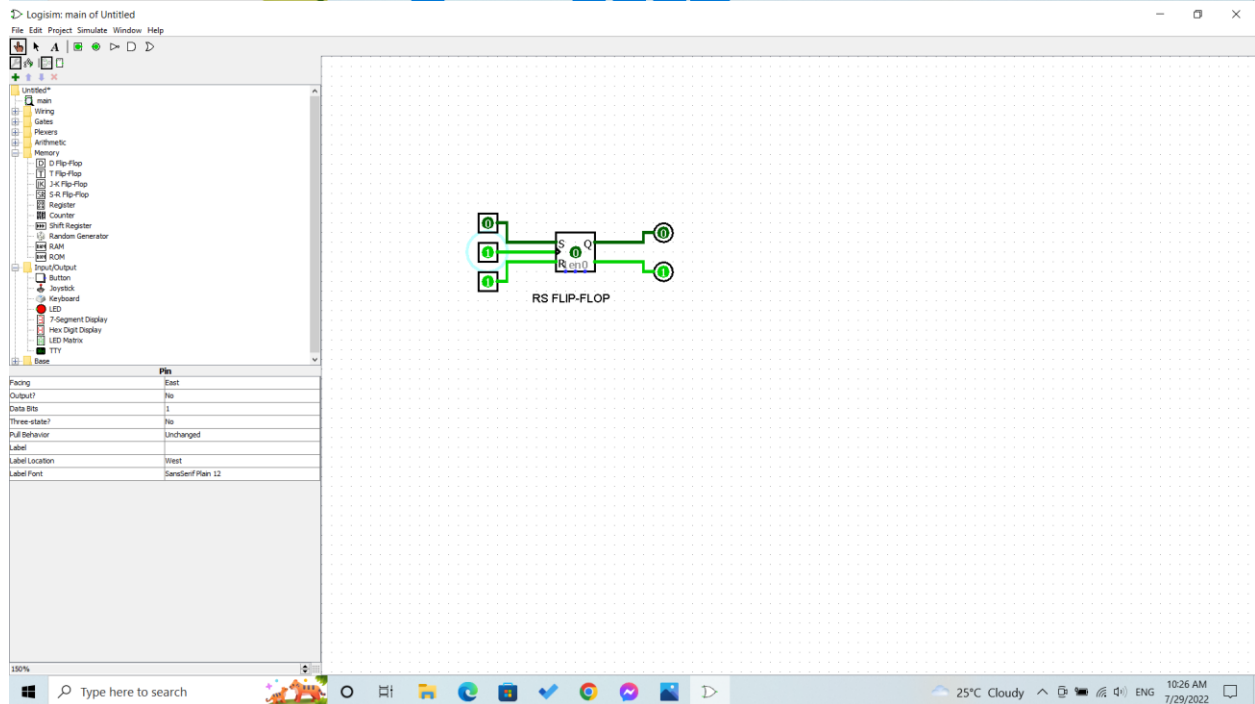 Logisim: main of Untitled
File Edit Project Simulate Window Help
A
Untitled*
main
Wiring
Gates
Plexers
Arithmetic
Memory
D Flip-Flop
T Flip-Flop
J-K Flip-Flop
S-R Flip-Flop
Register
Counter
Shift Register
Random Generator
RAM
ROM
Input/Output
Button
Joystick
Keyboard
LED
7-Segment Display
Hex Digit Display
LED Matrix
TTY
Base
Pin
Facing East
Output? No
Data Bits 1
Three-state? No
Pull Behavior Unchanged
Label
Label Location West
Label Font SansSerif Plain 12
150%
0
S Q 0
1 0
R en0 1
1
RS FLIP-FLOP
Type here to search
25°C Cloudy ENG 10:26 AM
7/29/2022